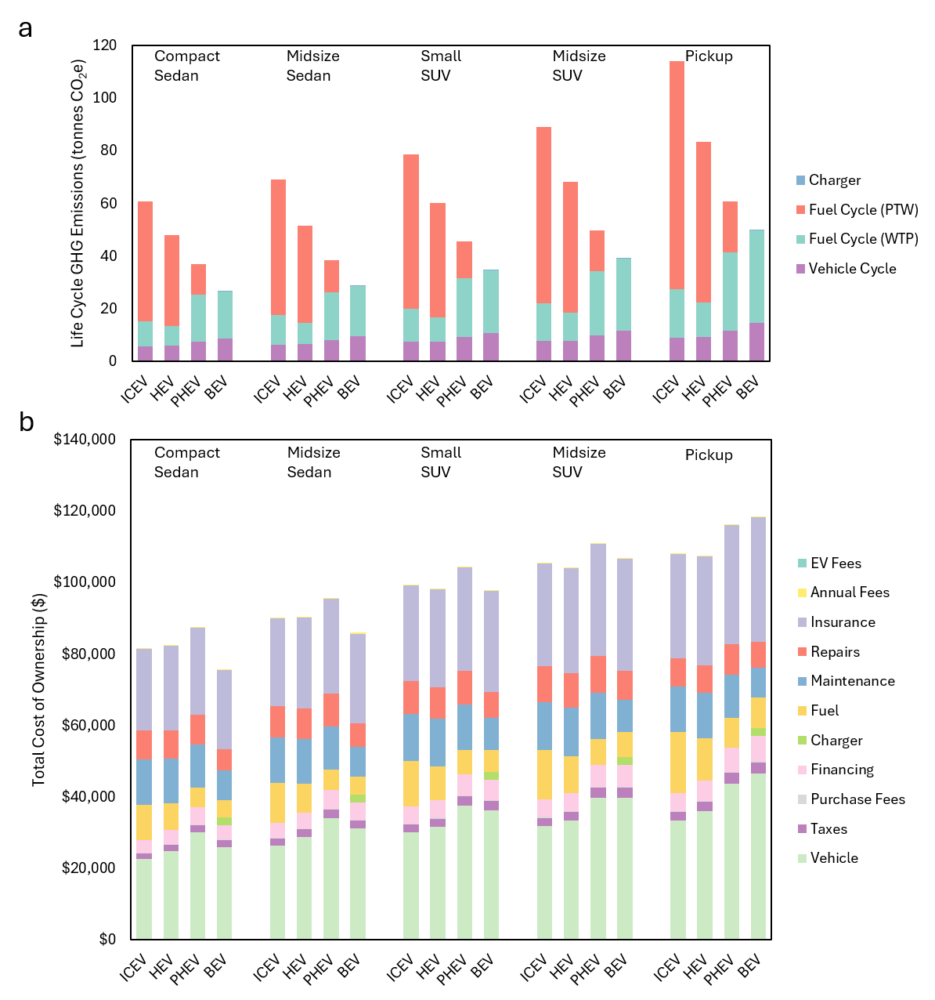 a
Life Cycle GHG Emissions (tonnes CO₂e)
120
100
80
60
40
20
0
Compact
Sedan
Midsize
Sedan
Small
SUV
Midsize
SUV
Pickup
ICEV
HEV
PHEV
BEV
ICEV
HEV
PHEV
BEV
ICEV
HEV
PHEV
BEV
ICEV
HEV
PHEV
BEV
ICEV
HEV
PHEV
BEV
Charger
Fuel Cycle (PTW)
Fuel Cycle (WTP)
Vehicle Cycle
b
Total Cost of Ownership ($)
$140,000
$120,000
$100,000
$80,000
$60,000
$40,000
$20,000
$0
Compact
Sedan
Midsize
Sedan
Small
SUV
Midsize
SUV
Pickup
ICEV
HEV
PHEV
BEV
ICEV
HEV
PHEV
BEV
ICEV
HEV
PHEV
BEV
ICEV
HEV
PHEV
BEV
ICEV
HEV
PHEV
BEV
EV Fees
Annual Fees
Insurance
Repairs
Maintenance
Fuel
Charger
Financing
Purchase Fees
Taxes
Vehicle